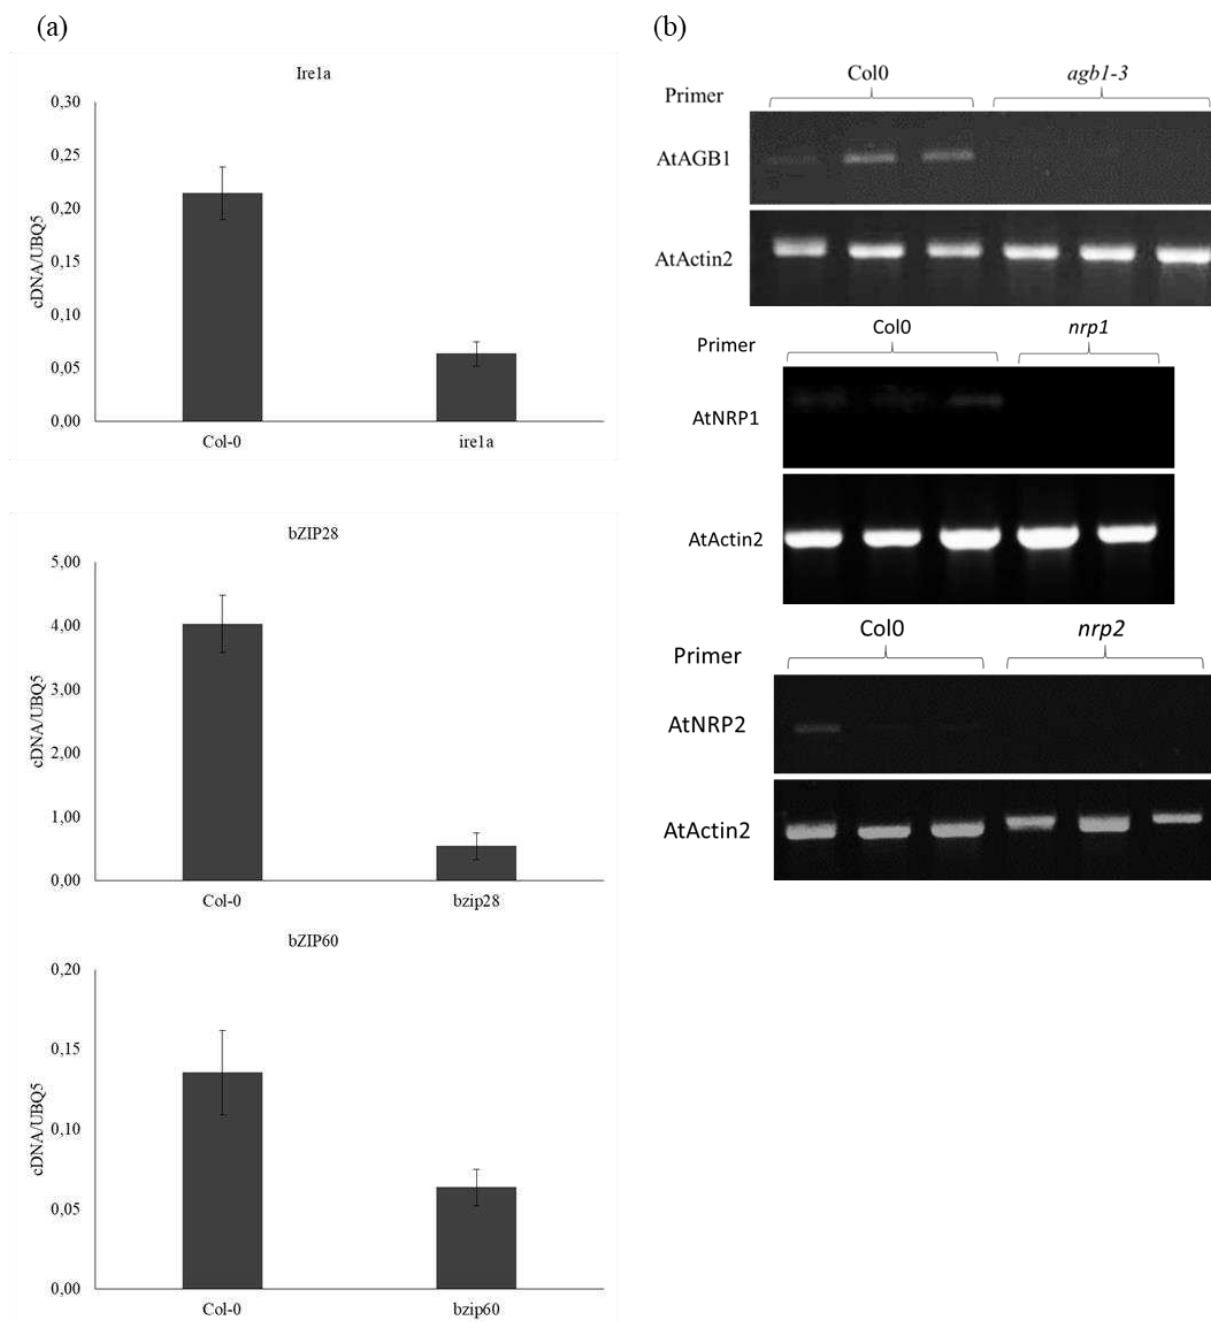 (a)
Ire1a
0,30
0,25
0,20
0,15
0,10
0,05
0,00
cDNA/UBQ5
Col-0 ire1a
bZIP28
5,00
4,00
3,00
2,00
1,00
0,00
cDNA/UBQ5
Col-0 bzip28
bZIP60
0,20
0,15
0,10
0,05
0,00
cDNA/UBQ5
Col-0 bzip60
(b)
Col0 agb1-3
Primer
AtAGB1
AtActin2
Col0 nrp1
Primer
AtNRP1
AtActin2
Col0 nrp2
Primer
AtNRP2
AtActin2